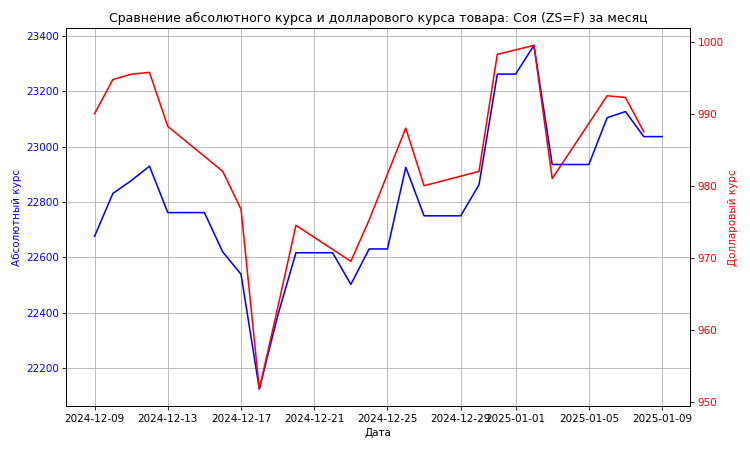 Сравнение абсолютного курса и долларового курса товара: Соя (ZS=F) за месяц
23400
23200
23000
22800
22600
22400
22200
Абсолютный курс
1000
990
980
970
960
950
Долларовый курс
2024-12-09 2024-12-13 2024-12-17 2024-12-21 2024-12-25 2024-12-29 2025-01-01 2025-01-05 2025-01-09
Дата